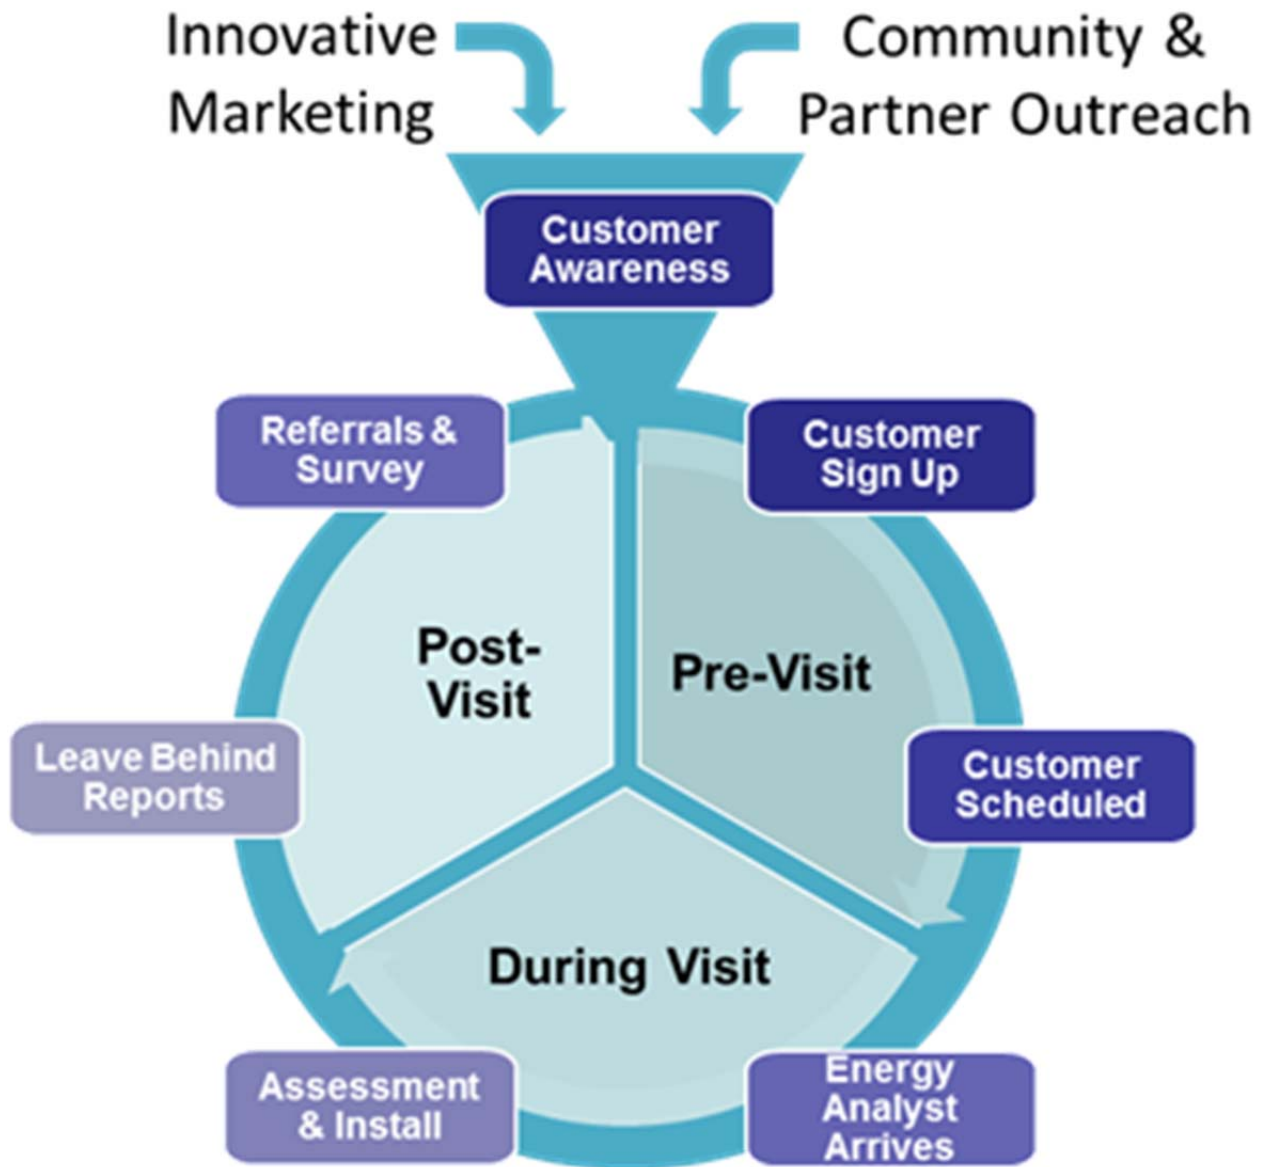 Innovative
Marketing
Community &
Partner Outreach
Customer
Awareness
Referrals &
Survey
Customer
Sign Up
Post-
Visit
Pre-Visit
Leave Behind
Reports
Customer
Scheduled
During Visit
Assessment
& Install
Energy
Analyst
Arrives